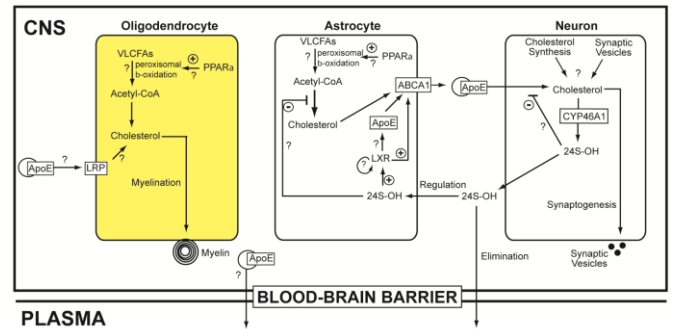 CNS
Oligodendrocyte
VLCFAs
?
peroxisomal
b-oxidation
+
?
PPARa
Acetyl-CoA
?
Cholesterol
?
ApoE
?
LRP
Myelination
Myelin
Astrocyte
VLCFAs
?
peroxisomal
b-oxidation
+
?
PPARa
Acetyl-CoA
-
?
Cholesterol
ABCA1
ApoE
?
LXR
?
+
+
24S-OH
Regulation
24S-OH
Elimination
ApoE
Neuron
Cholesterol
Synthesis
Synaptic
Vesicles
?
Cholesterol
-
?
CYP46A1
24S-OH
Synaptogenesis
Synaptic
Vesicles
ApoE
?
BLOOD-BRAIN BARRIER
PLASMA